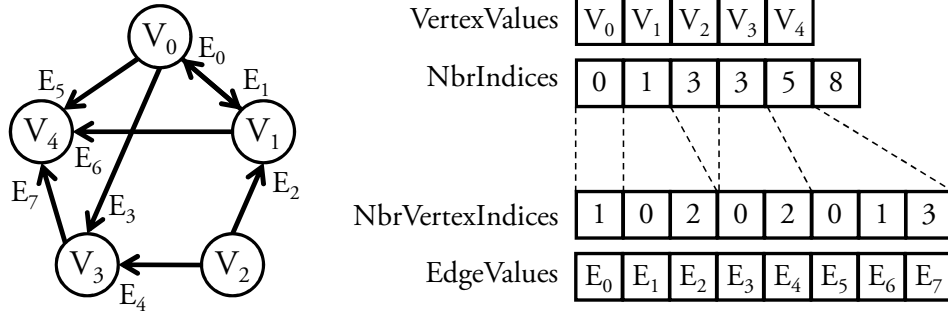 V₀
E₀
E₅
E₁
V₄
V₁
E₆
E₂
E₇
E₃
V₃
V₂
E₄
VertexValues V₀ V₁ V₂ V₃ V₄
NbrIndices 0 1 3 3 5 8
NbrVertexIndices 1 0 2 0 2 0 1 3
EdgeValues E₀ E₁ E₂ E₃ E₄ E₅ E₆ E₇